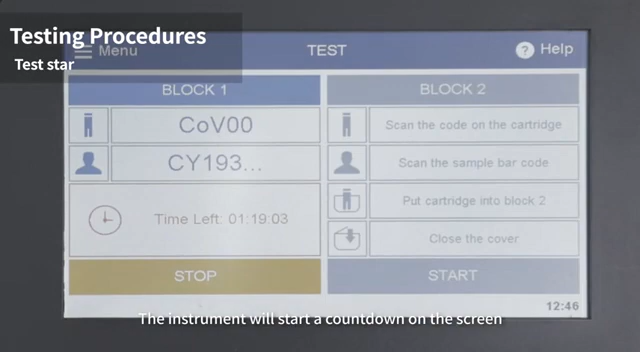 Testing Procedures
Test star
Menu
TEST
Help
BLOCK 1
CoV00
CY193...
Time Left: 01:19:03
STOP
BLOCK 2
Scan the code on the cartridge
Scan the sample bar code
Put cartridge into block 2
Close the cover
START
12:46
The instrument will start a countdown on the screen